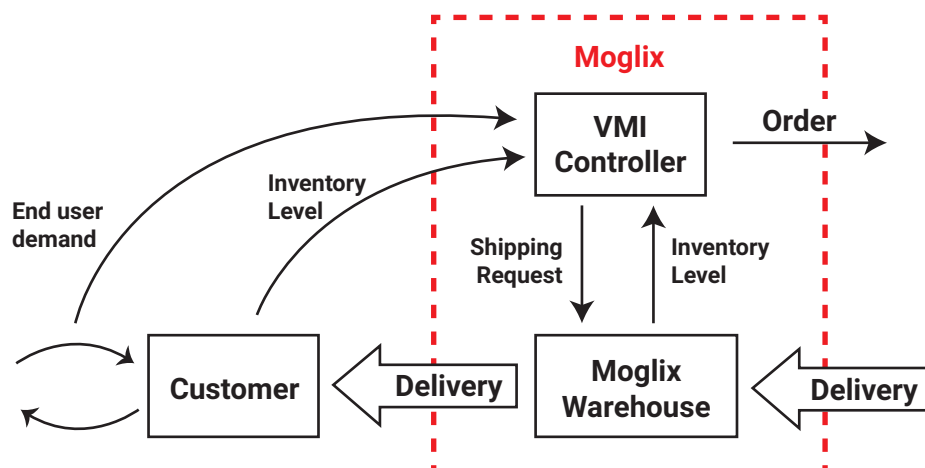 Moglix
VMI
Controller
Order
End user
demand
Inventory
Level
Shipping
Request
Inventory
Level
Customer
Delivery
Moglix
Warehouse
Delivery